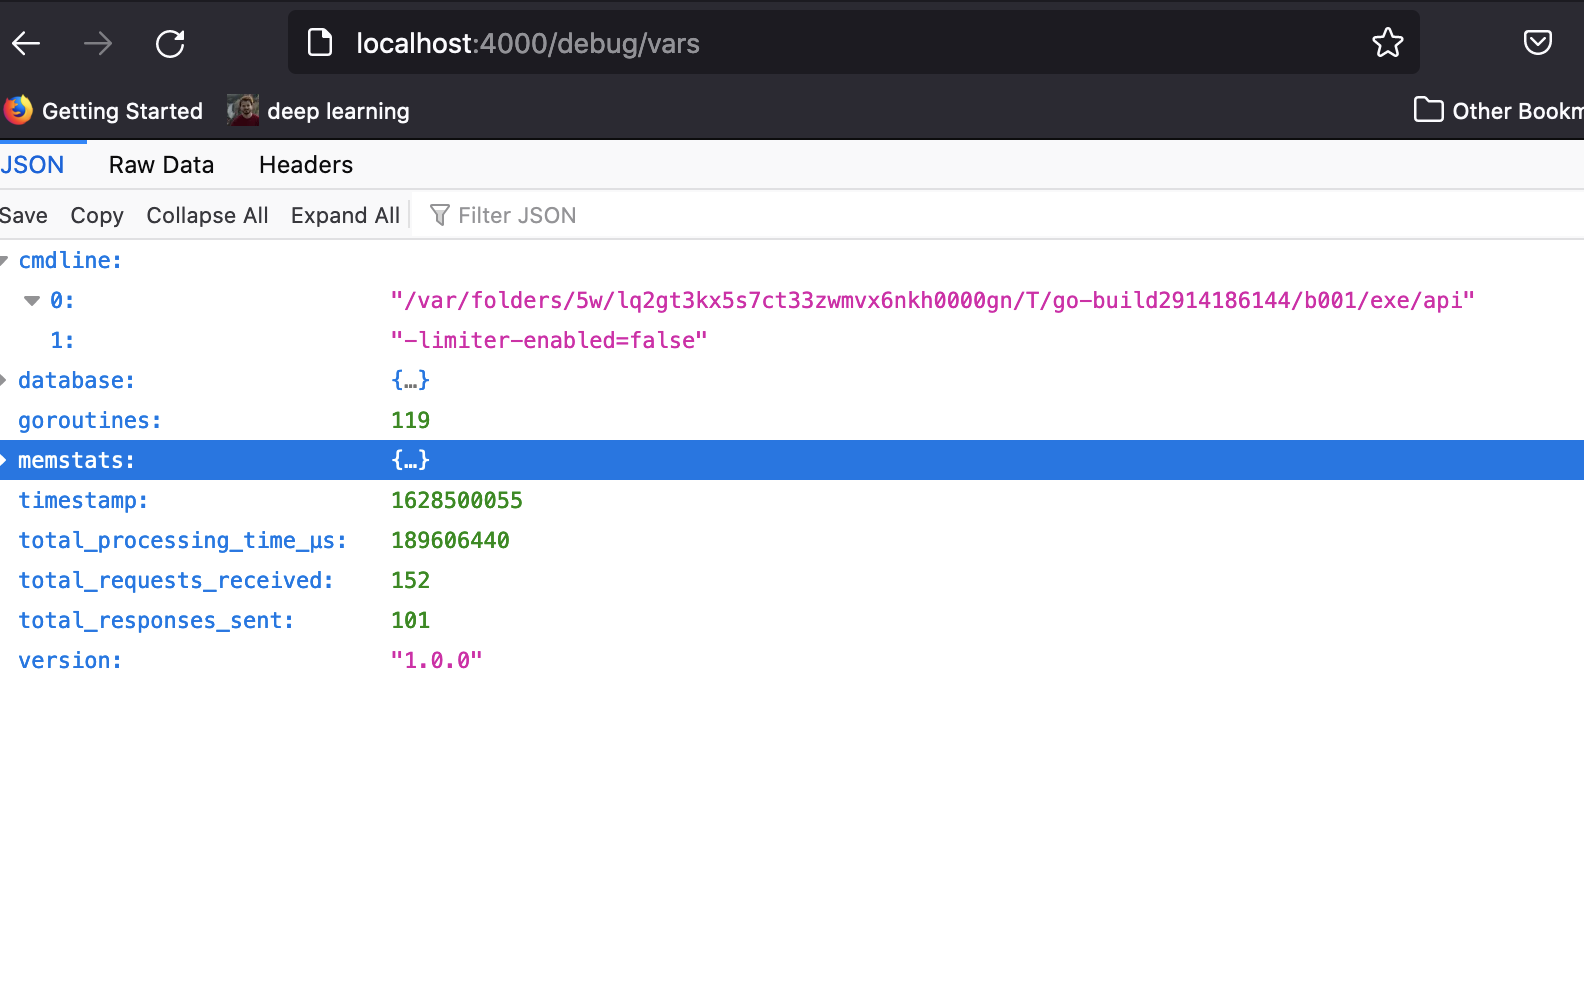 localhost:4000/debug/vars
Getting Started deep learning Other Bookm
JSON Raw Data Headers
Save Copy Collapse All Expand All Filter JSON
cmdline:
0: "/var/folders/5w/lq2gt3kx5s7ct33zwmvx6nkh0000gn/T/go-build2914186144/b001/exe/api"
1: "-limiter-enabled=false"
database: {…}
goroutines: 119
memstats: {…}
timestamp: 1628500055
total_processing_time_μs: 189606440
total_requests_received: 152
total_responses_sent: 101
version: "1.0.0"